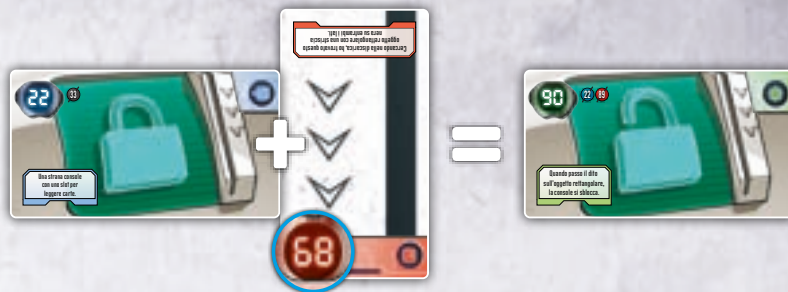 22 33
Una strana console
con uno slot per
leggere carte.
+
89
Cercando nella discarica, ho trovato questo
oggetto rettangolare con una striscia
nera su entrambi i lati.
=
90 22 89
Quando passo il dito
sull'oggetto rettangolare,
la console si sblocca.